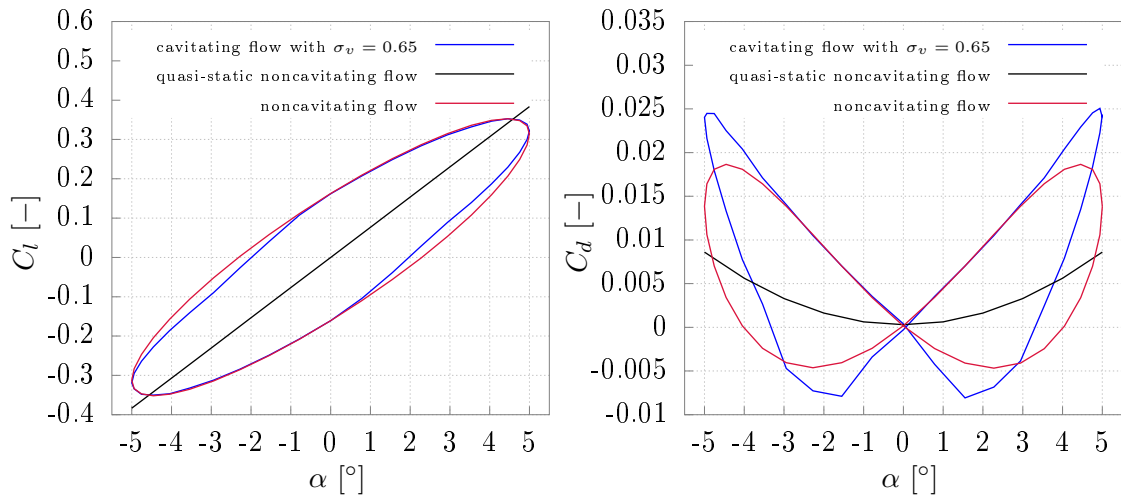 0.6
0.5
0.4
0.3
0.2
0.1
0
-0.1
-0.2
-0.3
-0.4
C_l [−]
cavitating flow with σ_v = 0.65
quasi-static noncavitating flow
noncavitating flow
-5 -4 -3 -2 -1 0 1 2 3 4 5
α [°]
0.035
0.03
0.025
0.02
0.015
0.01
0.005
0
-0.005
-0.01
C_d [−]
cavitating flow with σ_v = 0.65
quasi-static noncavitating flow
noncavitating flow
-5 -4 -3 -2 -1 0 1 2 3 4 5
α [°]